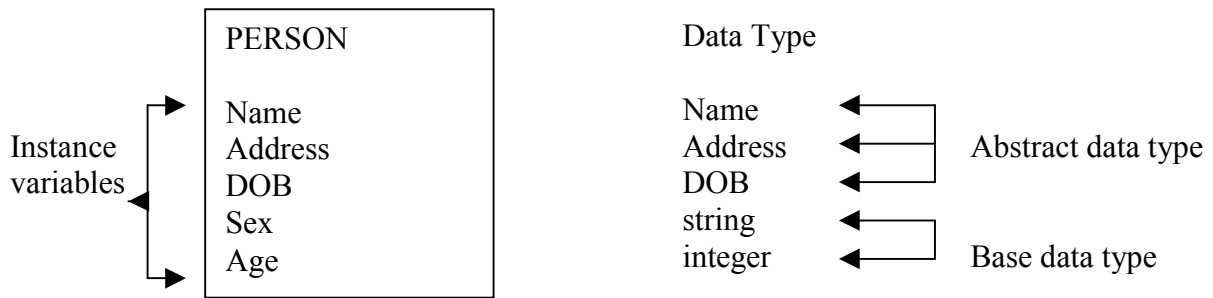 PERSON
Name
Address
DOB
Sex
Age
Instance
variables
Data Type
Name
Address
DOB
string
integer
Abstract data type
Base data type